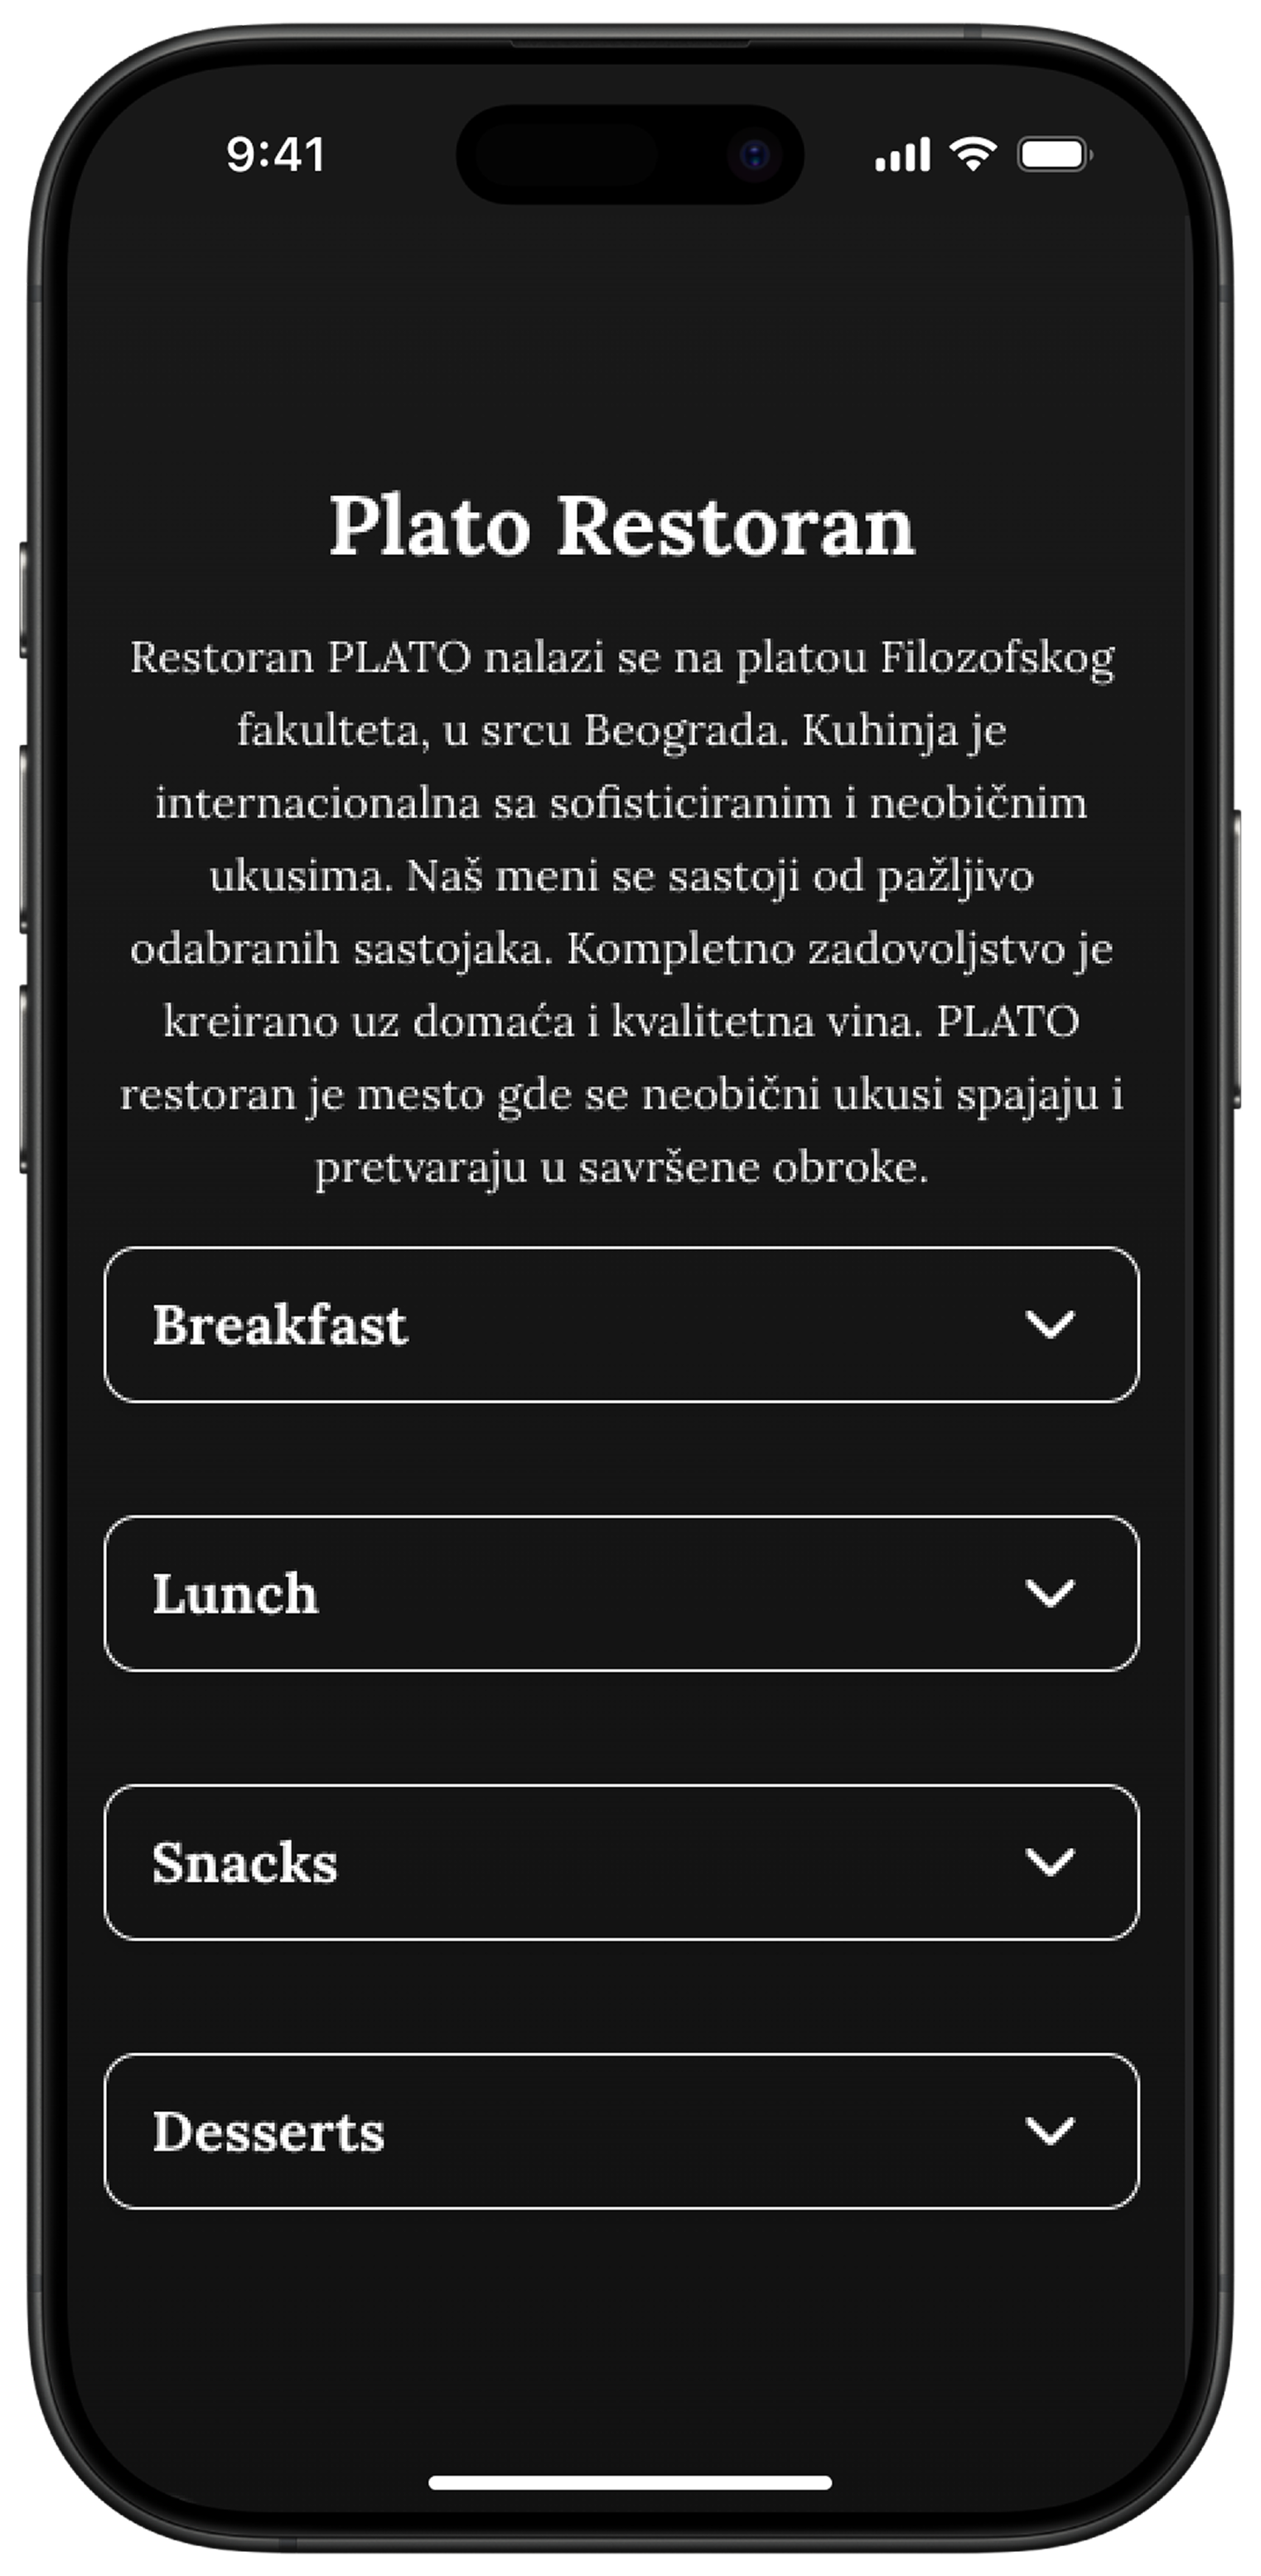 9:41
Plato Restoran
Restoran PLATO nalazi se na platou Filozofskog
fakulteta, u srcu Beograda. Kuhinja je
internacionalna sa sofisticiranim i neobičnim
ukusima. Naš meni se sastoji od pažljivo
odabranih sastojaka. Kompletno zadovoljstvo je
kreirano uz domaća i kvalitetna vina. PLATO
restoran je mesto gde se neobični ukusi spajaju i
pretvaraju u savršene obroke.
Breakfast
Lunch
Snacks
Desserts